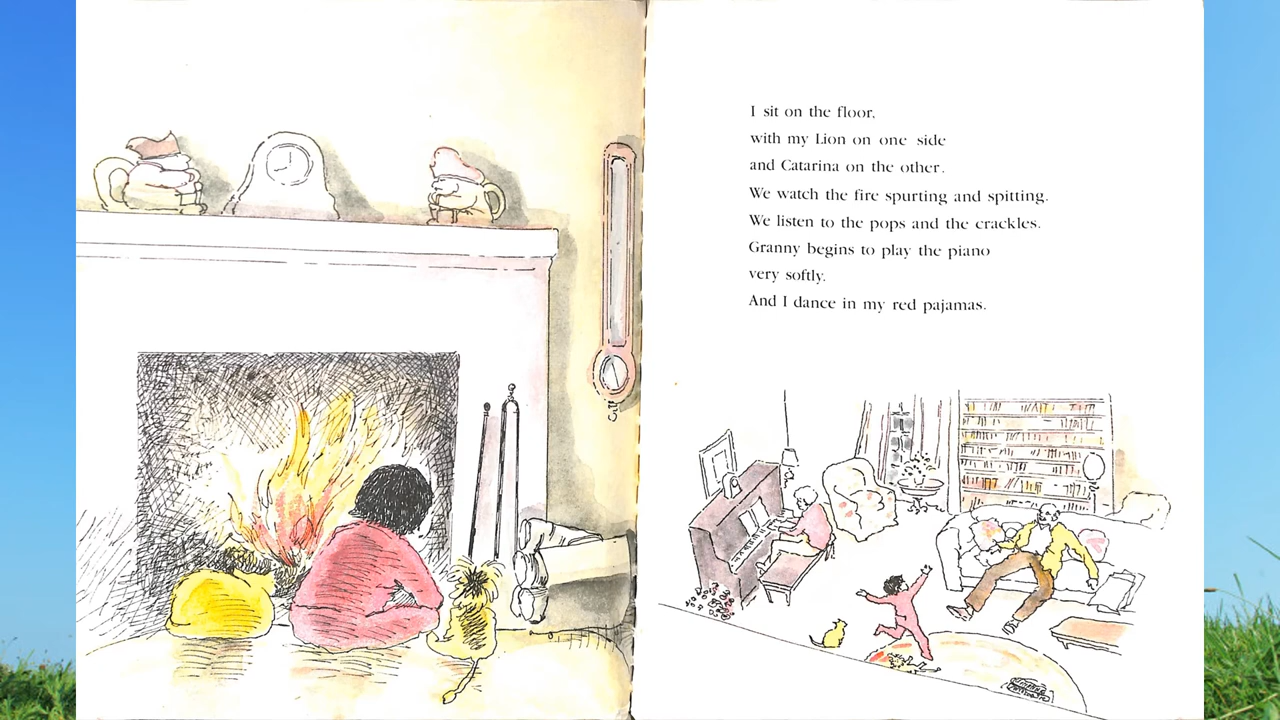 I sit on the floor,
with my Lion on one side
and Catarina on the other.
We watch the fire spurting and spitting.
We listen to the pops and the crackles.
Granny begins to play the piano
very softly.
And I dance in my red pajamas.